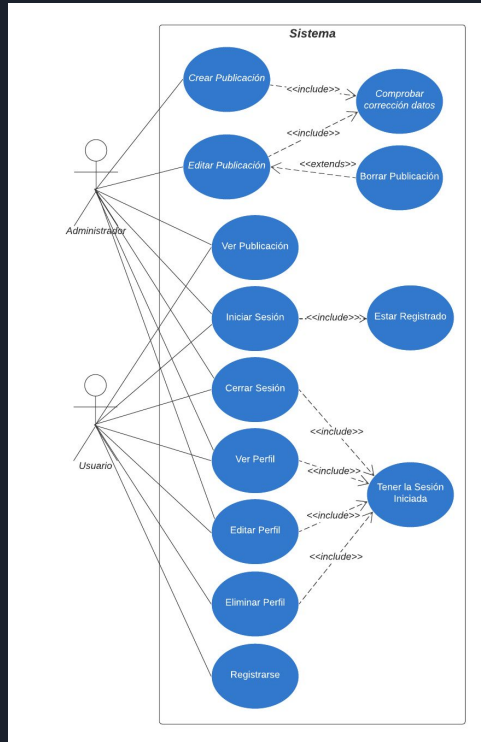 Sistema
Crear Publicación
<<include>>
Comprobar
corrección datos
<<include>>
Editar Publicación
<<extends>>
Borrar Publicación
Administrador
Ver Publicación
Iniciar Sesión
<<include>>
Estar Registrado
Cerrar Sesión
<<include>>
Usuario
Ver Perfil
<<include>>
Tener la Sesión
Iniciada
Editar Perfil
<<include>>
<<include>>
Eliminar Perfil
Registrarse